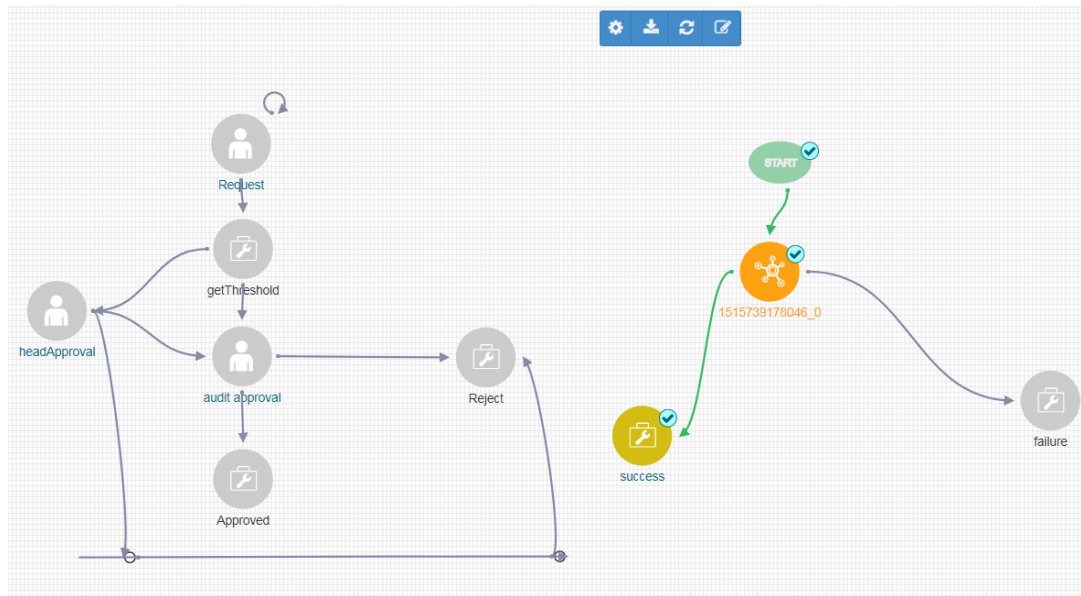 Request
START
getThreshold
1515739178046_0
headApproval
audit approval
Reject
failure
success
Approved